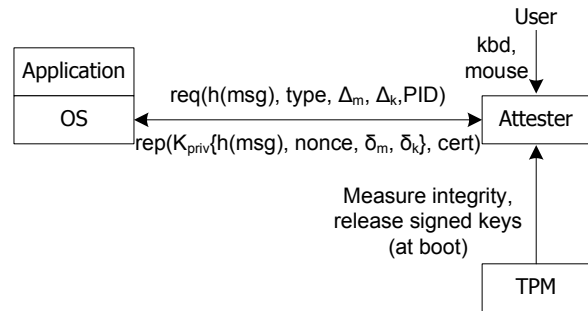 User
kbd,
mouse
Application
OS
req(h(msg), type, Δm, Δk,PID)
rep(Kpriv{h(msg), nonce, δm, δk}, cert)
Attester
Measure integrity,
release signed keys
(at boot)
TPM